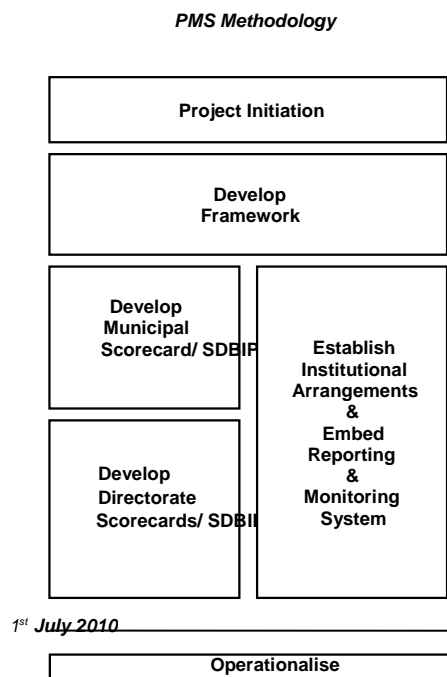 PMS Methodology
Project Initiation
Develop
Framework
Develop
Municipal
Scorecard/ SDBIP
Develop
Directorate
Scorecards/ SDBI
Establish
Institutional
Arrangements
&
Embed
Reporting
&
Monitoring
System
1st July 2010
Operationalise